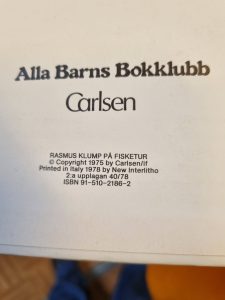 Alla Barns Bokklubb
Carlsen
RASMUS KLUMP PÅ FISKETUR
© Copyright 1975 by Carlsen/if
Printed in Italy 1978 by New Interlitho
2:a upplagan 40/78
ISBN 91-510-2186-2